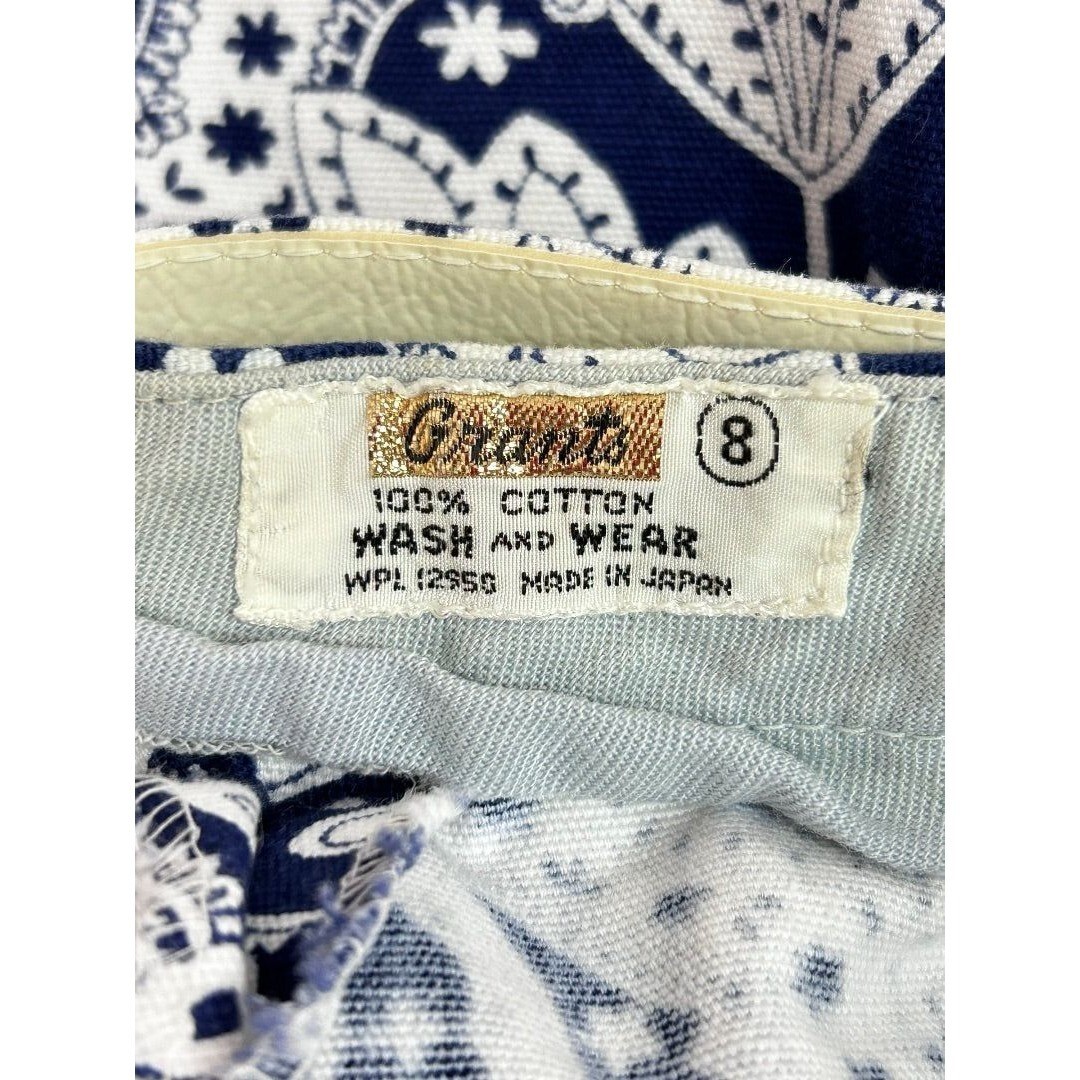 Grants 8
100% COTTON
WASH AND WEAR
WPL 12959 MADE IN JAPAN